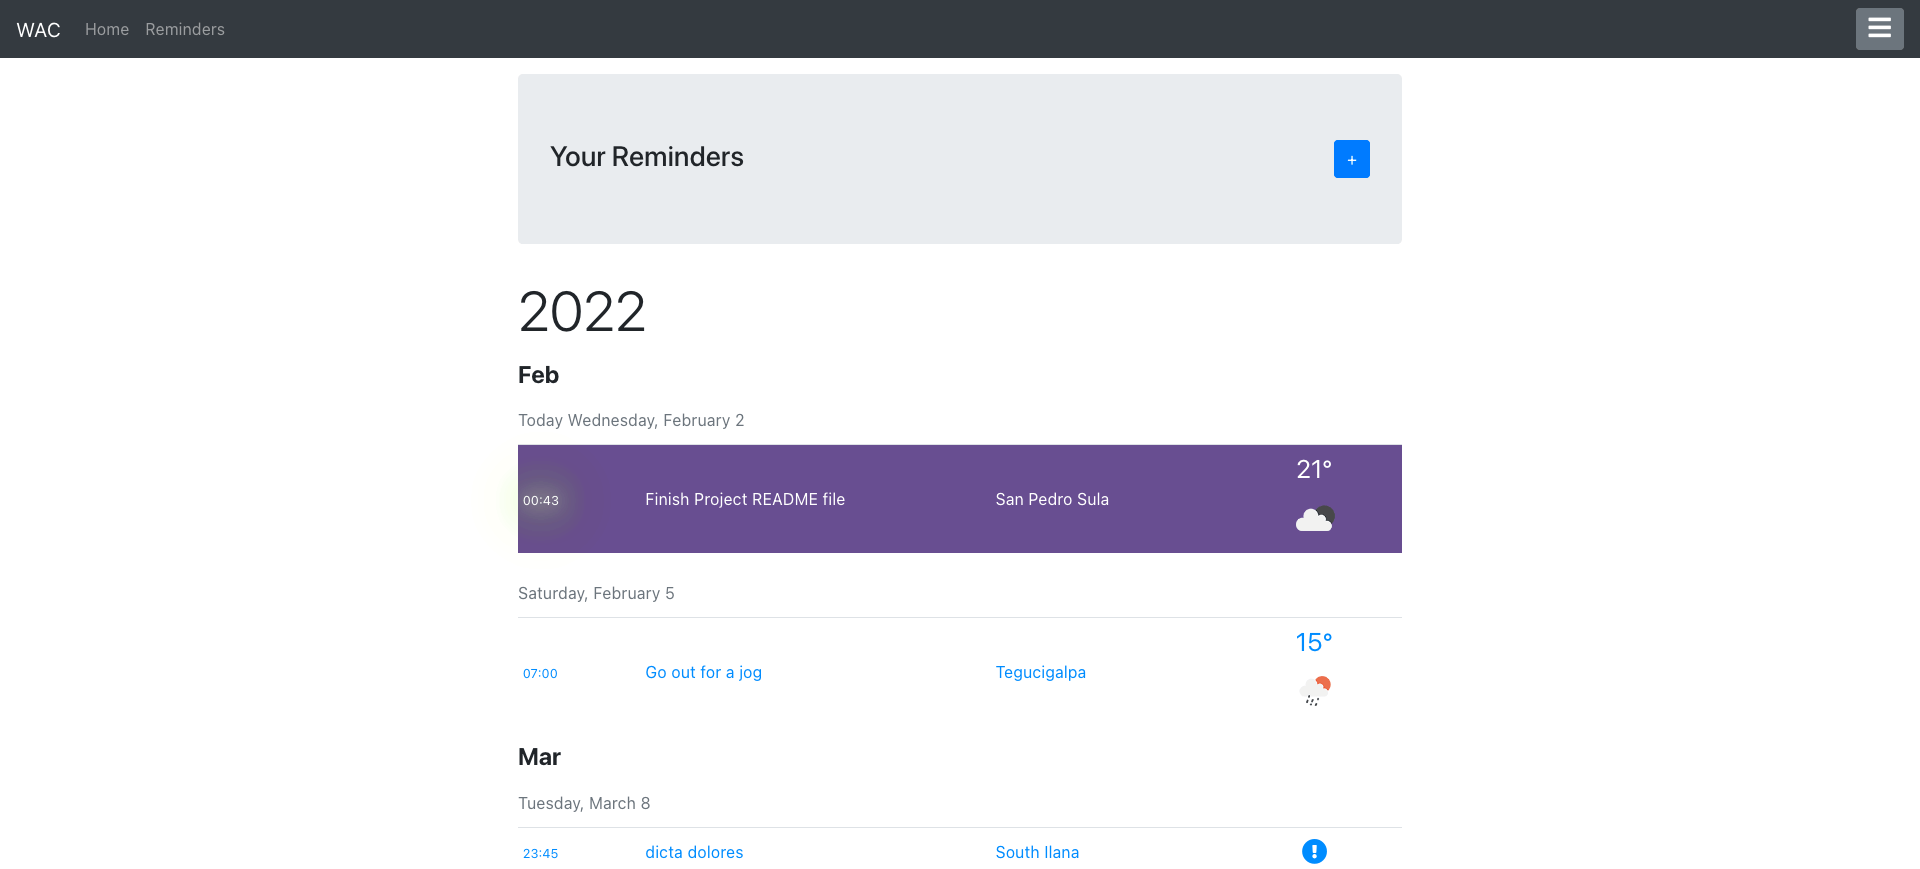 WAC Home Reminders
Your Reminders +
2022
Feb
Today Wednesday, February 2
21°
00:43 Finish Project README file San Pedro Sula
Saturday, February 5
15°
07:00 Go out for a jog Tegucigalpa
Mar
Tuesday, March 8
23:45 dicta dolores South Ilana